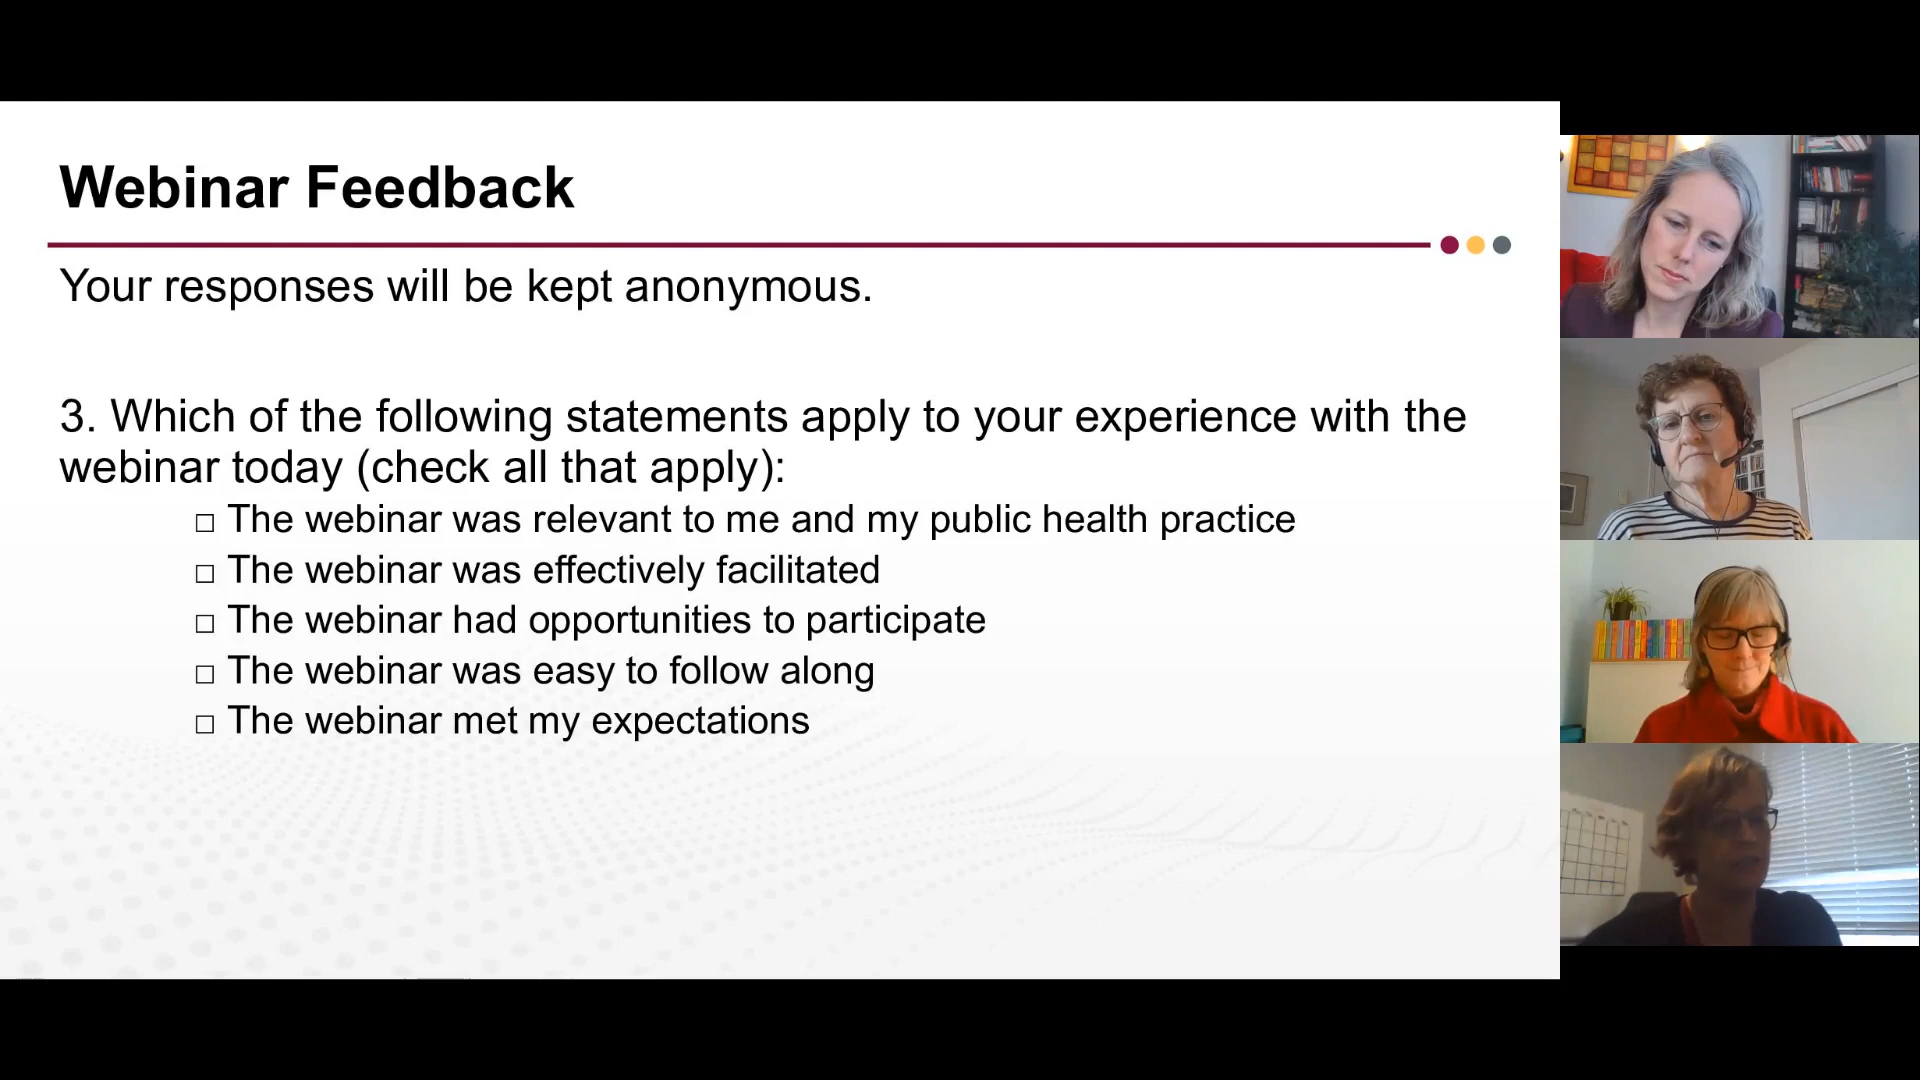 Webinar Feedback
Your responses will be kept anonymous.
3. Which of the following statements apply to your experience with the
webinar today (check all that apply):
□ The webinar was relevant to me and my public health practice
□ The webinar was effectively facilitated
□ The webinar had opportunities to participate
□ The webinar was easy to follow along
□ The webinar met my expectations